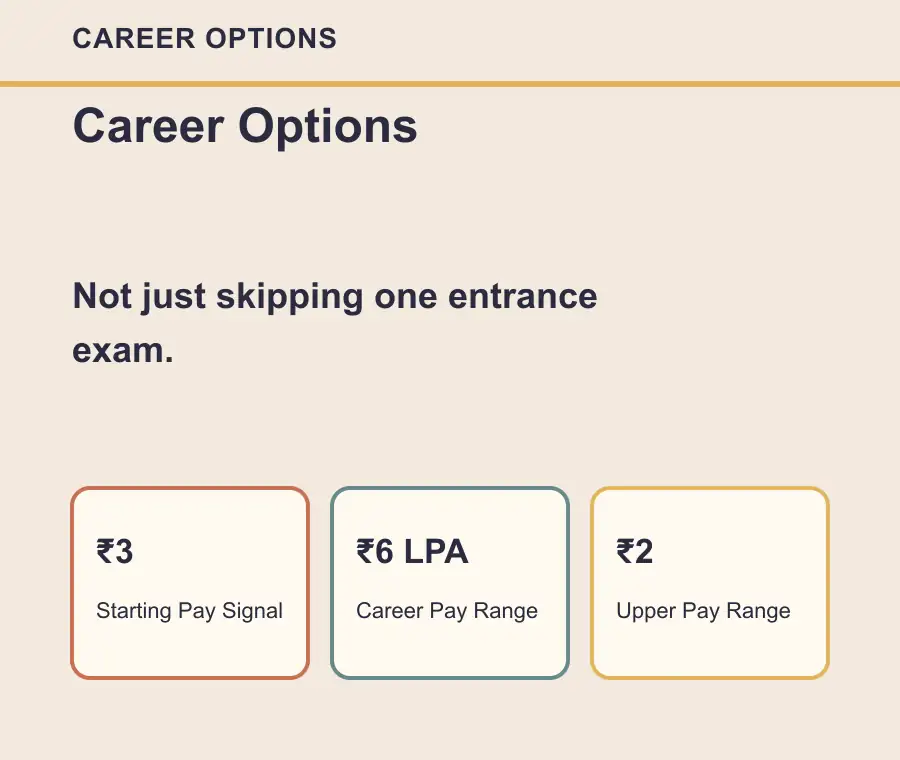 CAREER OPTIONS
Career Options
Not just skipping one entrance
exam.
₹3
Starting Pay Signal
₹6 LPA
Career Pay Range
₹2
Upper Pay Range